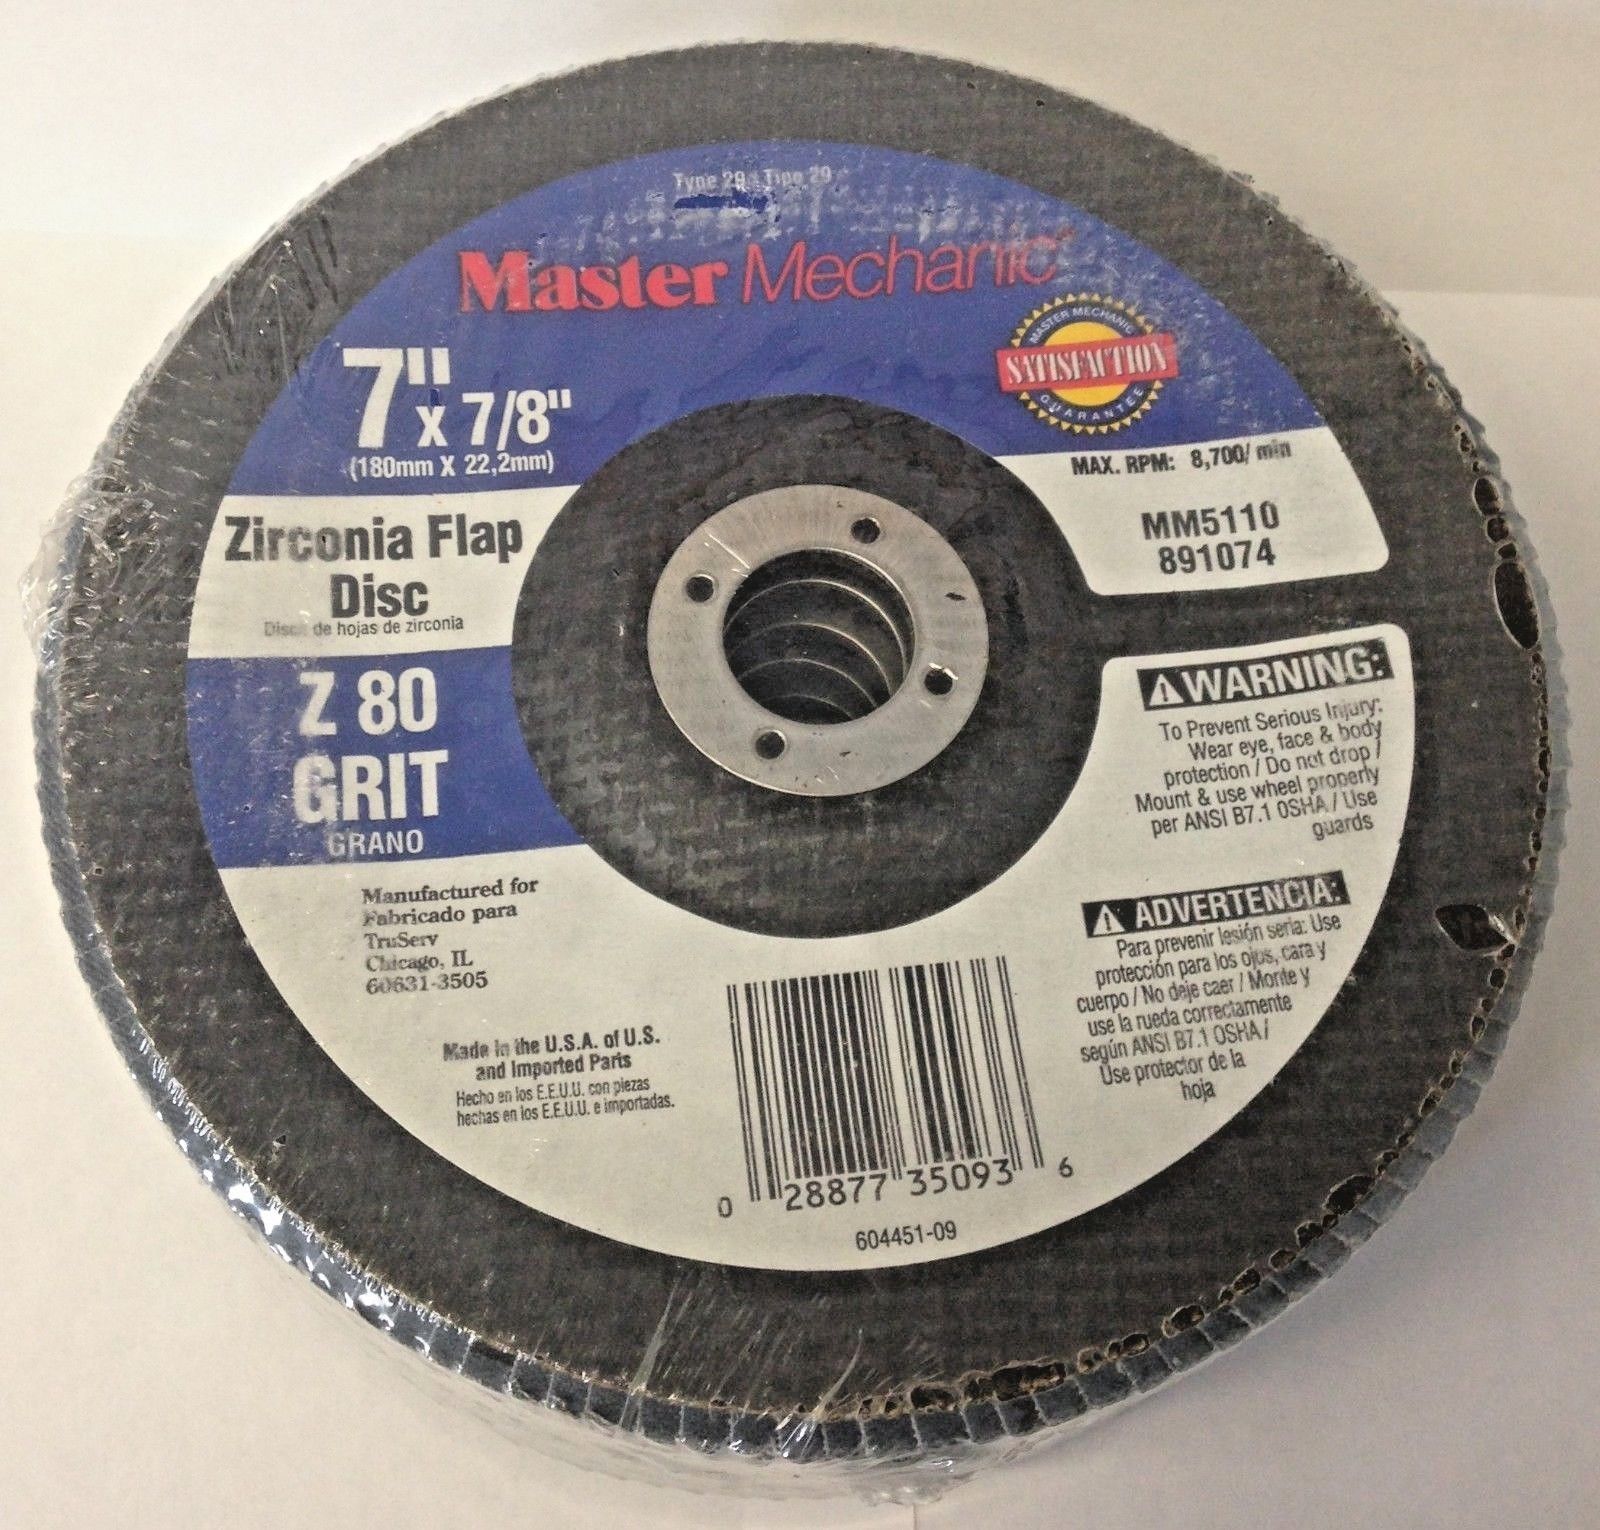 Type 29 Tipo 29
Master Mechanic
MASTER MECHANIC
SATISFACTION
GUARANTEE
7" x 7/8"
(180mm X 22,2mm)
MAX. RPM: 8,700/ min
MM5110
891074
Zirconia Flap
Disc
Disco de hojas de zirconia
Z 80
GRIT
GRANO
Manufactured for
Fabricado para
TruServ
Chicago, IL
60631-3505
Made in the U.S.A. of U.S.
and Imported Parts
Hecho en los E.E.U.U. con piezas
hechas en los E.E.U.U. e importadas.
WARNING:
To Prevent Serious Injury:
Wear eye, face & body
protection / Do not drop /
Mount & use wheel properly
per ANSI B7.1 OSHA / Use
guards
ADVERTENCIA:
Para prevenir lesión seria: Use
protección para los ojos, cara y
cuerpo / No deje caer / Monte y
use la rueda correctamente
según ANSI B7.1 OSHA /
Use protector de la
hoja
0 28877 35093 6
604451-09